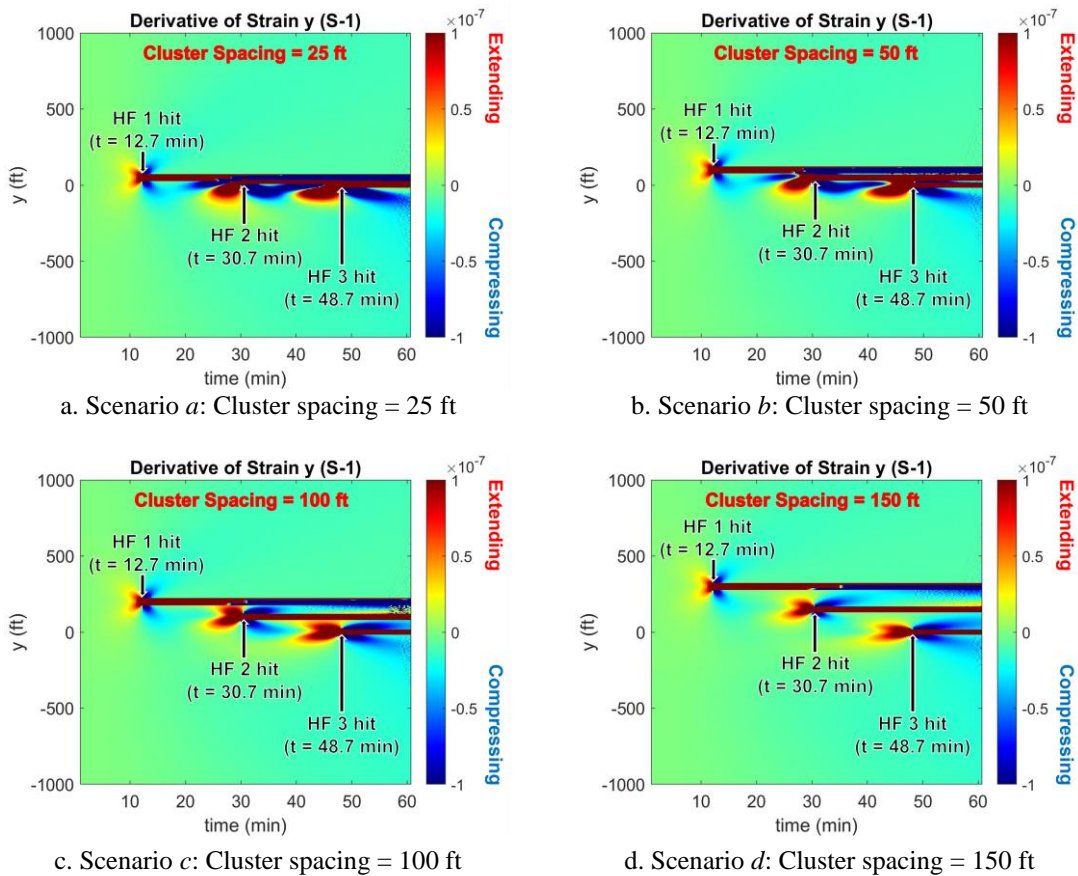 Derivative of Strain y (S-1)
×10⁻⁷
Cluster Spacing = 25 ft
HF 1 hit
(t = 12.7 min)
HF 2 hit
(t = 30.7 min)
HF 3 hit
(t = 48.7 min)
1000
500
0
-500
-1000
y (ft)
10 20 30 40 50 60
time (min)
1
0.5
0
-0.5
-1
Extending
Compressing
a. Scenario a: Cluster spacing = 25 ft
Derivative of Strain y (S-1)
×10⁻⁷
Cluster Spacing = 50 ft
HF 1 hit
(t = 12.7 min)
HF 2 hit
(t = 30.7 min)
HF 3 hit
(t = 48.7 min)
1000
500
0
-500
-1000
y (ft)
10 20 30 40 50 60
time (min)
1
0.5
0
-0.5
-1
Extending
Compressing
b. Scenario b: Cluster spacing = 50 ft
Derivative of Strain y (S-1)
×10⁻⁷
Cluster Spacing = 100 ft
HF 1 hit
(t = 12.7 min)
HF 2 hit
(t = 30.7 min)
HF 3 hit
(t = 48.7 min)
1000
500
0
-500
-1000
y (ft)
10 20 30 40 50 60
time (min)
1
0.5
0
-0.5
-1
Extending
Compressing
c. Scenario c: Cluster spacing = 100 ft
Derivative of Strain y (S-1)
×10⁻⁷
Cluster Spacing = 150 ft
HF 1 hit
(t = 12.7 min)
HF 2 hit
(t = 30.7 min)
HF 3 hit
(t = 48.7 min)
1000
500
0
-500
-1000
y (ft)
10 20 30 40 50 60
time (min)
1
0.5
0
-0.5
-1
Extending
Compressing
d. Scenario d: Cluster spacing = 150 ft